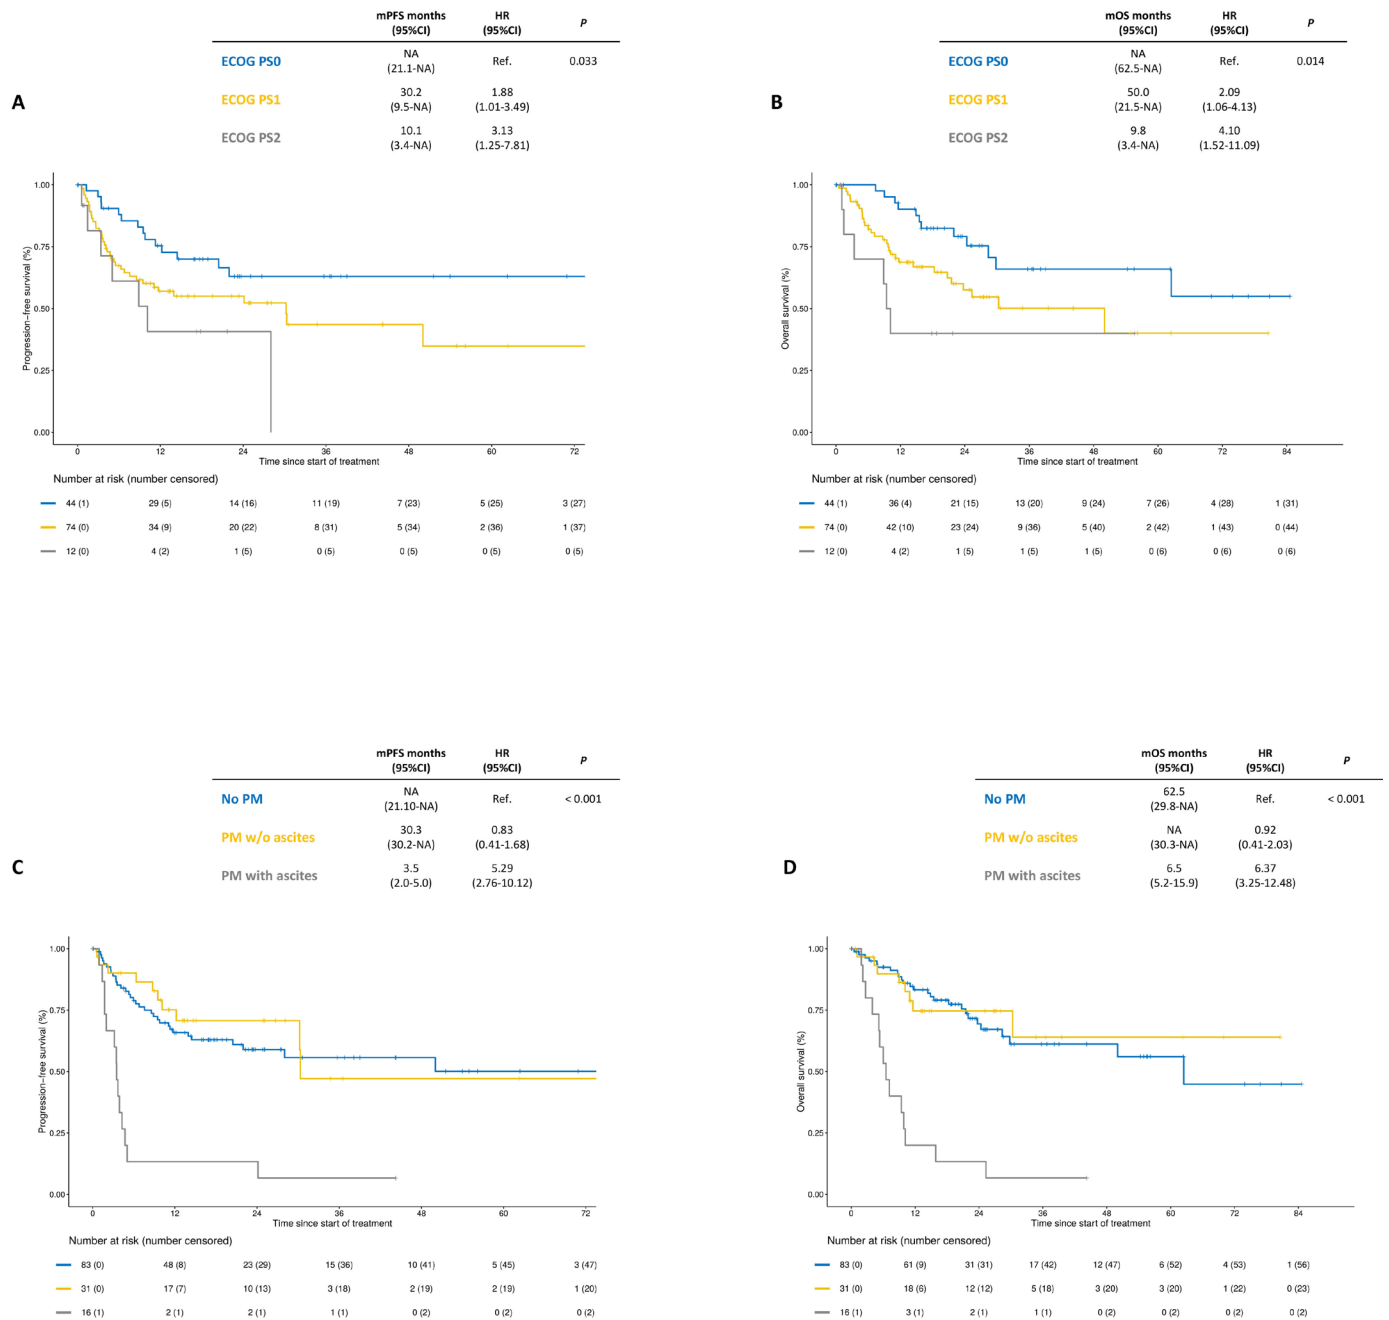 A
mPFS months HR P
(95%CI) (95%CI)
ECOG PS0 NA Ref. 0.033
(21.1-NA)
ECOG PS1 30.2 1.88
(9.5-NA) (1.01-3.49)
ECOG PS2 10.1 3.13
(3.4-NA) (1.25-7.81)
Progression-free survival (%)
1.00
0.75
0.50
0.25
0.00
0 12 24 36 48 60 72
Time since start of treatment
Number at risk (number censored)
44 (1) 29 (5) 14 (16) 11 (19) 7 (23) 5 (25) 3 (27)
74 (0) 34 (9) 20 (22) 8 (31) 5 (34) 2 (36) 1 (37)
12 (0) 4 (2) 1 (5) 0 (5) 0 (5) 0 (5) 0 (5)
B
mOS months HR P
(95%CI) (95%CI)
ECOG PS0 NA Ref. 0.014
(62.5-NA)
ECOG PS1 50.0 2.09
(21.5-NA) (1.06-4.13)
ECOG PS2 9.8 4.10
(3.4-NA) (1.52-11.09)
Overall survival (%)
1.00
0.75
0.50
0.25
0.00
0 12 24 36 48 60 72 84
Time since start of treatment
Number at risk (number censored)
44 (1) 36 (4) 21 (15) 13 (20) 9 (24) 7 (26) 4 (28) 1 (31)
74 (0) 42 (10) 23 (24) 9 (36) 5 (40) 2 (42) 1 (43) 0 (44)
12 (0) 4 (2) 1 (5) 1 (5) 1 (5) 0 (6) 0 (6) 0 (6)
C
mPFS months HR P
(95%CI) (95%CI)
No PM NA Ref. < 0.001
(21.10-NA)
PM w/o ascites 30.3 0.83
(30.2-NA) (0.41-1.68)
PM with ascites 3.5 5.29
(2.0-5.0) (2.76-10.12)
Progression-free survival (%)
1.00
0.75
0.50
0.25
0.00
0 12 24 36 48 60 72
Time since start of treatment
Number at risk (number censored)
83 (0) 48 (8) 23 (29) 15 (36) 10 (41) 5 (45) 3 (47)
31 (0) 17 (7) 10 (13) 3 (18) 2 (19) 2 (19) 1 (20)
16 (1) 2 (1) 2 (1) 1 (1) 0 (2) 0 (2) 0 (2)
D
mOS months HR P
(95%CI) (95%CI)
No PM 62.5 Ref. < 0.001
(29.8-NA)
PM w/o ascites NA 0.92
(30.3-NA) (0.41-2.03)
PM with ascites 6.5 6.37
(5.2-15.9) (3.25-12.48)
Overall survival (%)
1.00
0.75
0.50
0.25
0.00
0 12 24 36 48 60 72 84
Time since start of treatment
Number at risk (number censored)
83 (0) 61 (9) 31 (31) 17 (42) 12 (47) 6 (52) 4 (53) 1 (56)
31 (0) 18 (6) 12 (12) 5 (18) 3 (20) 3 (20) 1 (22) 0 (23)
16 (1) 3 (1) 2 (1) 1 (1) 0 (2) 0 (2) 0 (2) 0 (2)